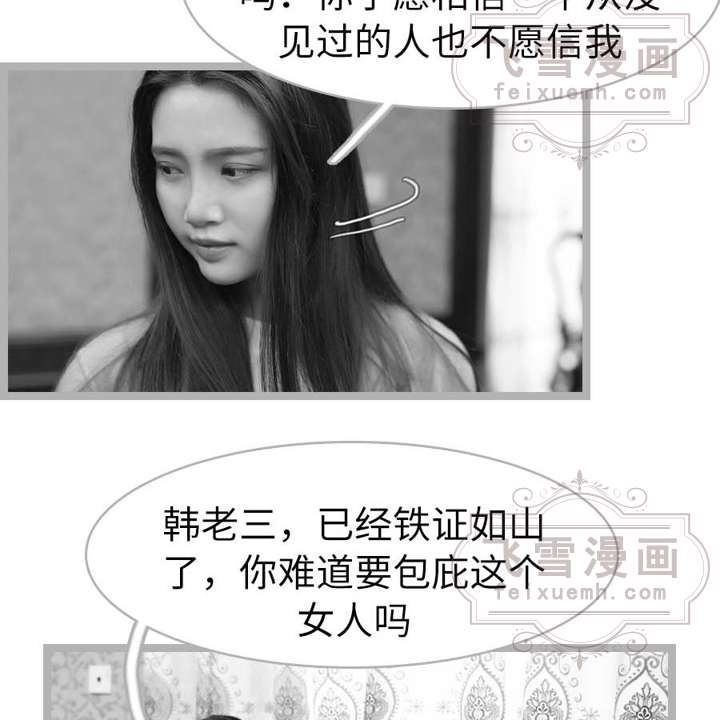 见过的人也不愿信我
飞雪漫画
feixuemh.com
韩老三，已经铁证如山
了，你难道要包庇这个
女人吗
飞雪漫画
feixuemh.com